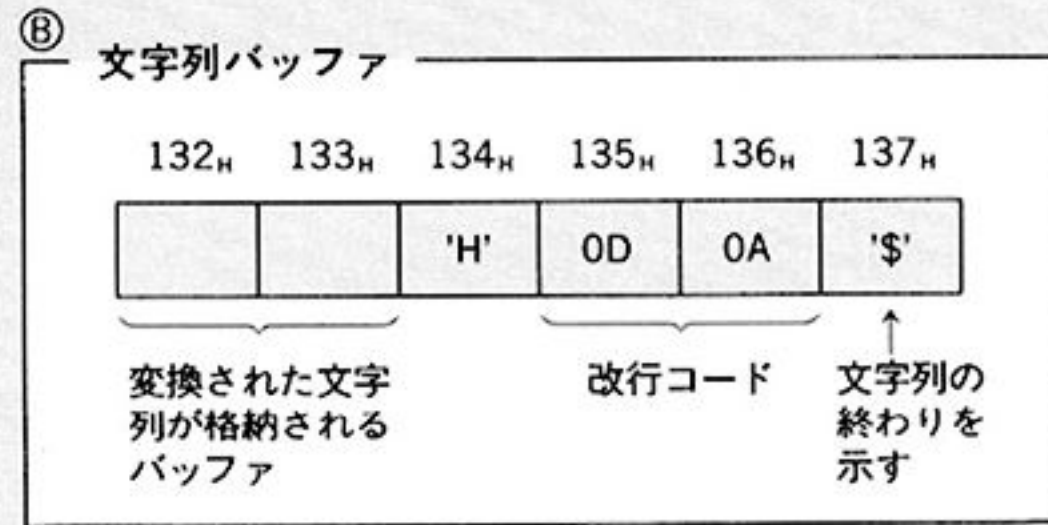 Ⓑ
文字列バッファ
132H 133H 134H 135H 136H 137H
'H' 0D 0A '$'
変換された文字
列が格納される
バッファ
改行コード
文字列の
終わりを
示す